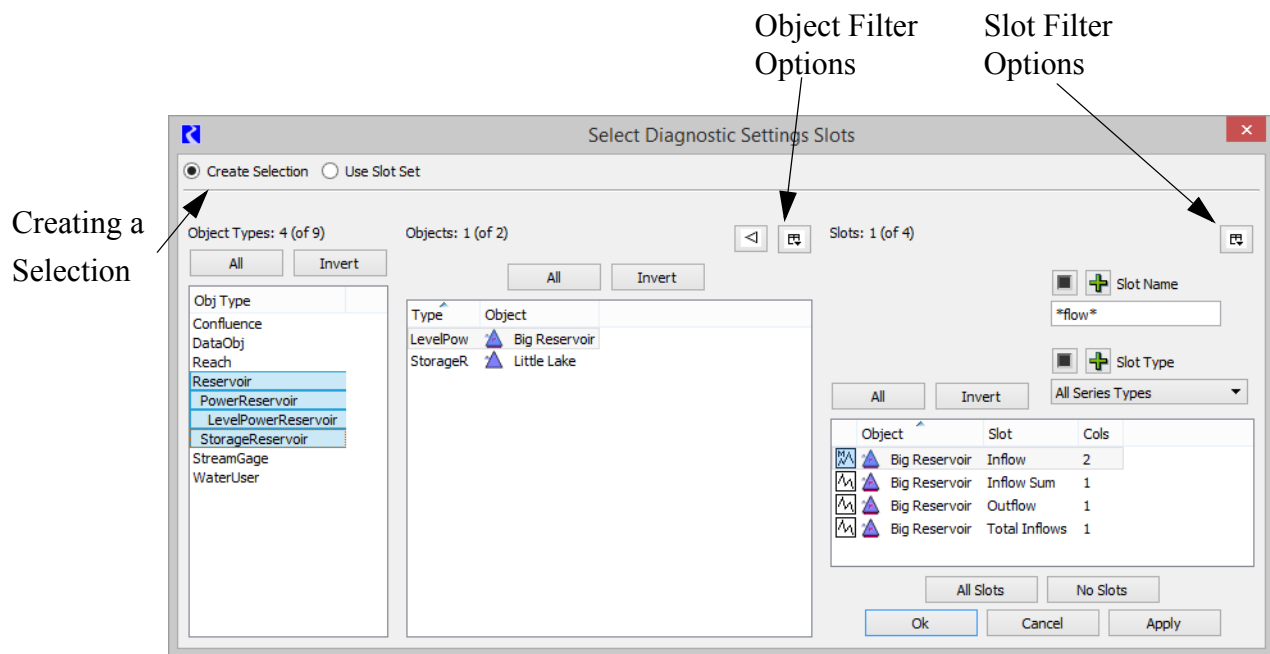 Object Filter Options
Slot Filter Options
Select Diagnostic Settings Slots
Create Selection Use Slot Set
Creating a Selection
Object Types: 4 (of 9)
All Invert
Obj Type
Confluence
DataObj
Reach
Reservoir
PowerReservoir
LevelPowerReservoir
StorageReservoir
StreamGage
WaterUser
Objects: 1 (of 2)
All Invert
Type Object
LevelPow Big Reservoir
StorageR Little Lake
Slots: 1 (of 4)
Slot Name
*flow*
Slot Type
All Series Types
All Invert
Object Slot Cols
Big Reservoir Inflow 2
Big Reservoir Inflow Sum 1
Big Reservoir Outflow 1
Big Reservoir Total Inflows 1
All Slots No Slots
Ok Cancel Apply